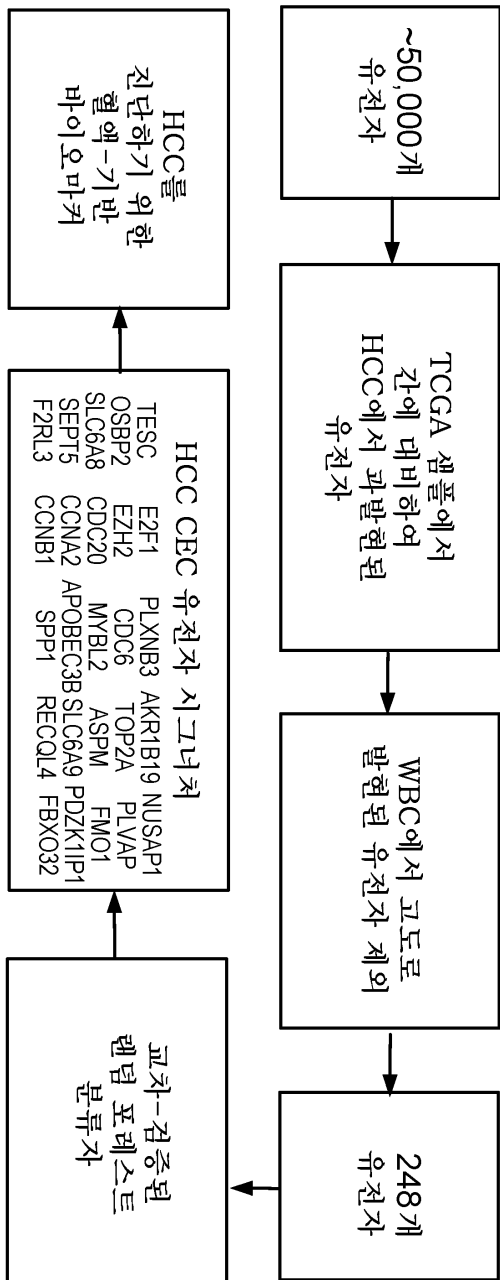 ~50,000개
유전자
TCGA 샘플에서
간에 대비하여
HCC에서 과발현된
유전자
WBC에서 고도로
발현된 유전자 제외
248개
유전자
교차-검증된
랜덤 포레스트
분류자
HCC CEC 유전자 시그너처
TESC E2F1 PLXNB3 AKR1B19 NUSAP1
OSBP2 EZH2 CDC6 TOP2A PLVAP
SLC6A8 CDC20 MYBL2 ASPM FMO1
SEPT5 CCNA2 APOBEC3B SLC6A9 PDZK1IP1
F2RL3 CCNB1 SPP1 RECQL4 FBXO32
HCC를
진단하기 위한
혈액-기반
바이오마커